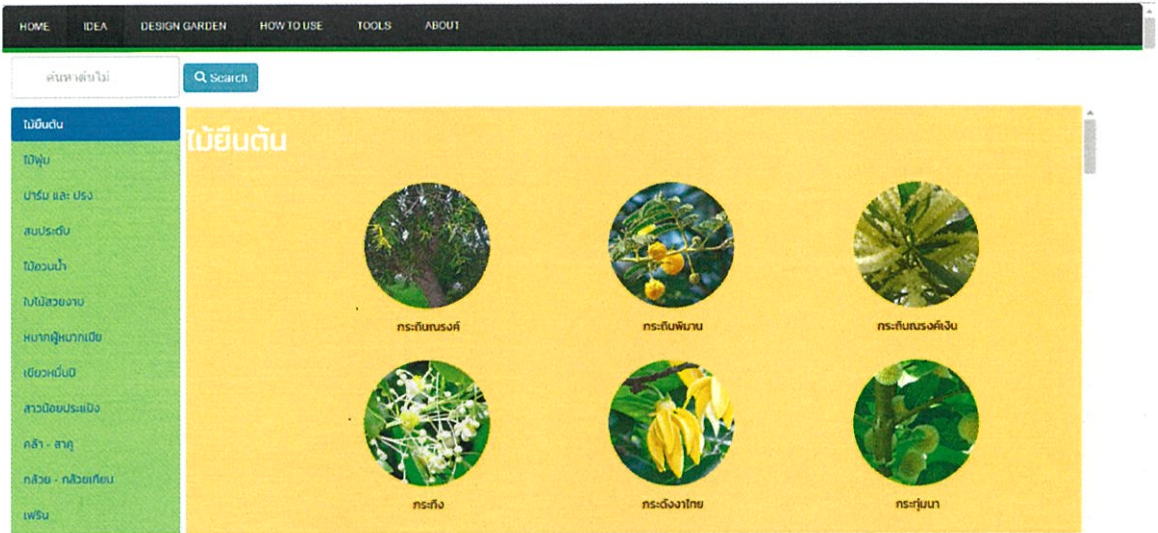 HOME IDEA DESIGN GARDEN HOW TO USE TOOLS ABOUT
ค้นหาต้นไม้ Search
ไม้ยืนต้น
ไม้พุ่ม
ปาร์ม และ ปรง
สนประดับ
ไม้อวบน้ำ
ใบไม้สวยงาม
หมากผู้หมากเมีย
เขียวหมื่นปี
สาวน้อยประแป้ง
คล้า - สาคู
กล้วย - กล้วยเทียน
เฟริน
ไม้ยืนต้น
กระถินณรงค์ กระถินพิมาน กระถินณรงค์เงิน
กระทิง กระดังงาไทย กระทุ่มนา